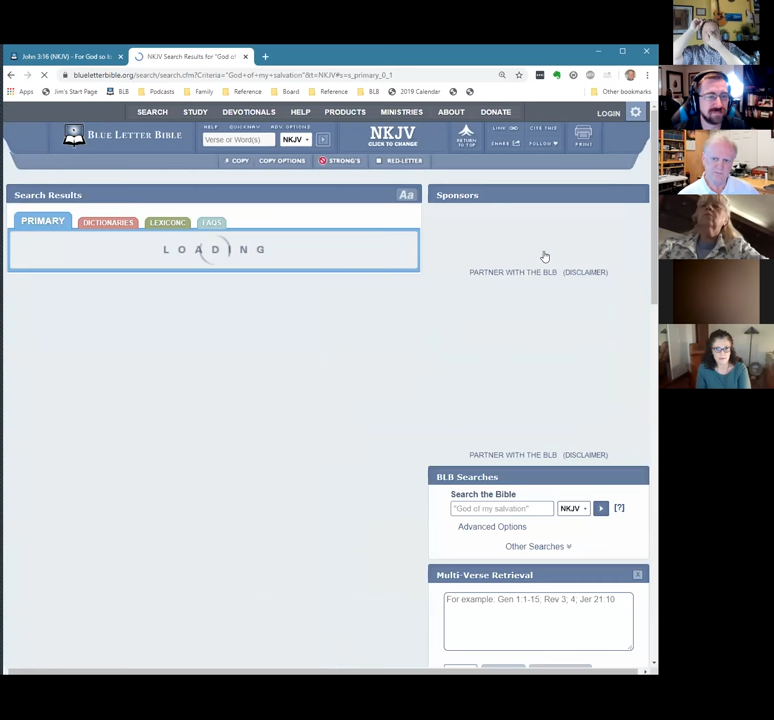 John 3:16 (NKJV) - For God so l
NKJV Search Results for "God of
blueletterbible.org/search/search.cfm?Criteria="God+of+my+salvation"&t=NKJV#s=s_primary_0_1
Apps Jim's Start Page BLB Podcasts Family Reference Board Reference BLB 2019 Calendar Other bookmarks
SEARCH STUDY DEVOTIONALS HELP PRODUCTS MINISTRIES ABOUT DONATE LOGIN
HELP QUICKNAV ADV. OPTIONS
BLUE LETTER BIBLE
Verse or Word(s) NKJV
NKJV
CLICK TO CHANGE
RETURN
TO TOP
LINK CITE THIS
SHARE FOLLOW
PRINT
COPY COPY OPTIONS STRONG'S RED-LETTER
Search Results Aa
PRIMARY DICTIONARIES LEXICONC FAQS
LOADING
Sponsors
PARTNER WITH THE BLB (DISCLAIMER)
PARTNER WITH THE BLB (DISCLAIMER)
BLB Searches
Search the Bible
"God of my salvation" NKJV [?]
Advanced Options
Other Searches
Multi-Verse Retrieval x
For example: Gen 1:1-15; Rev 3; 4; Jer 21:10